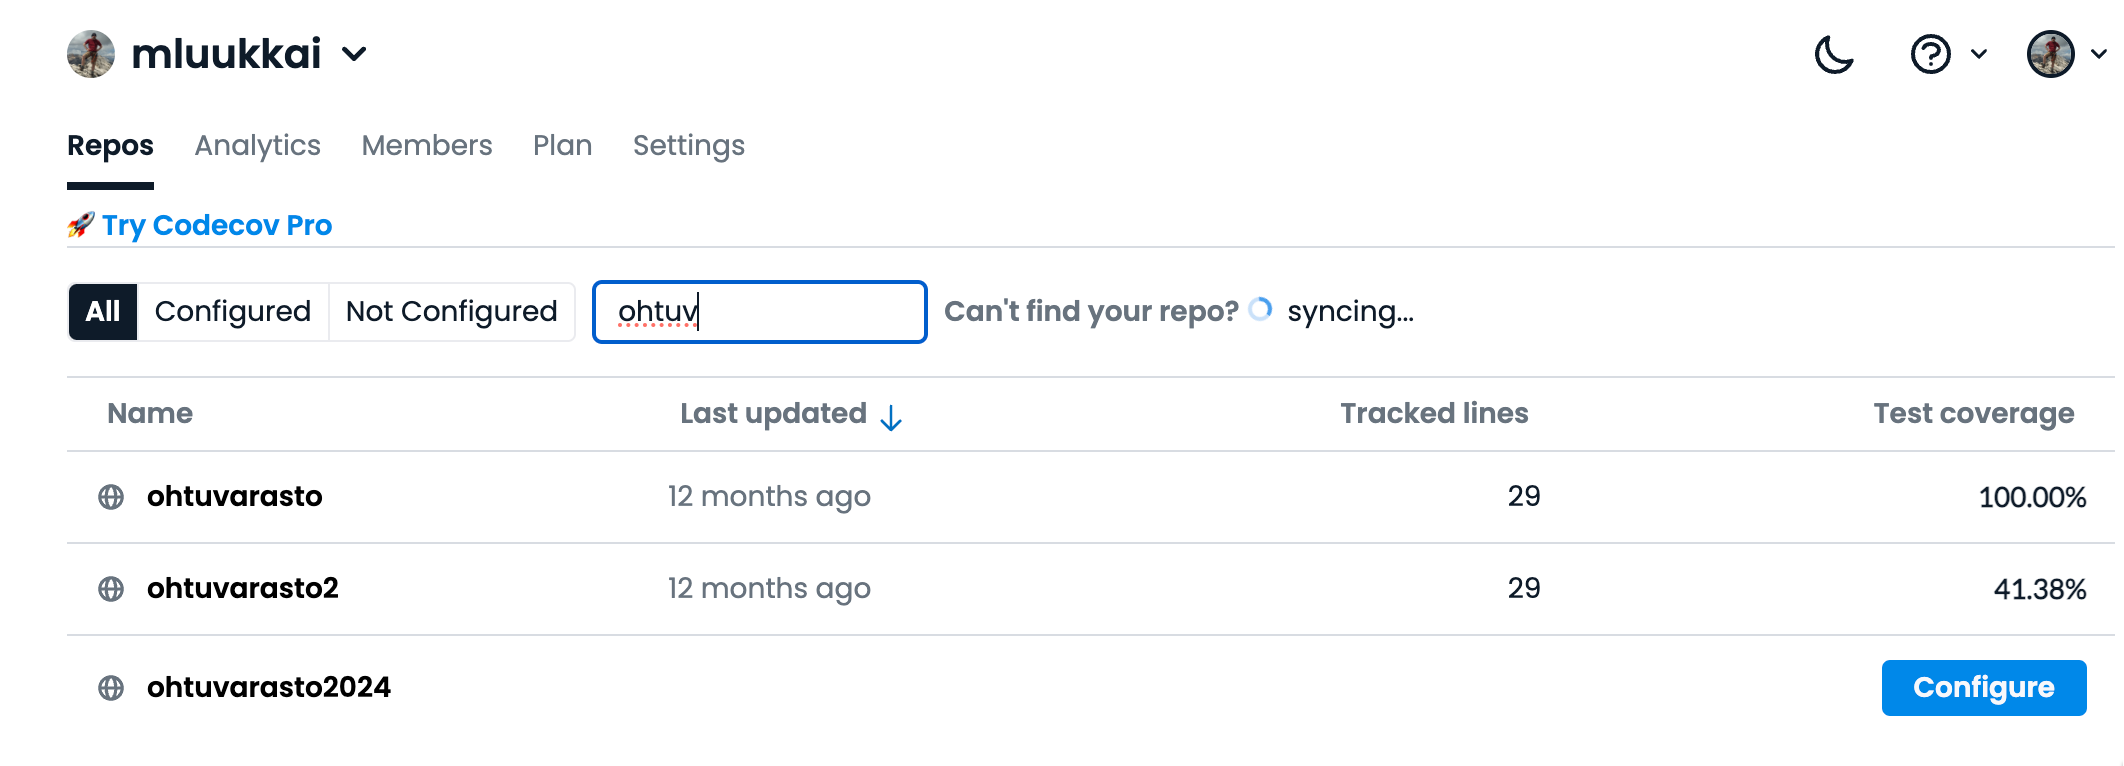 mluukkai
Repos Analytics Members Plan Settings
🚀 Try Codecov Pro
All Configured Not Configured ohtuv Can't find your repo? syncing...
Name Last updated Tracked lines Test coverage
ohtuvarasto 12 months ago 29 100.00%
ohtuvarasto2 12 months ago 29 41.38%
ohtuvarasto2024 Configure